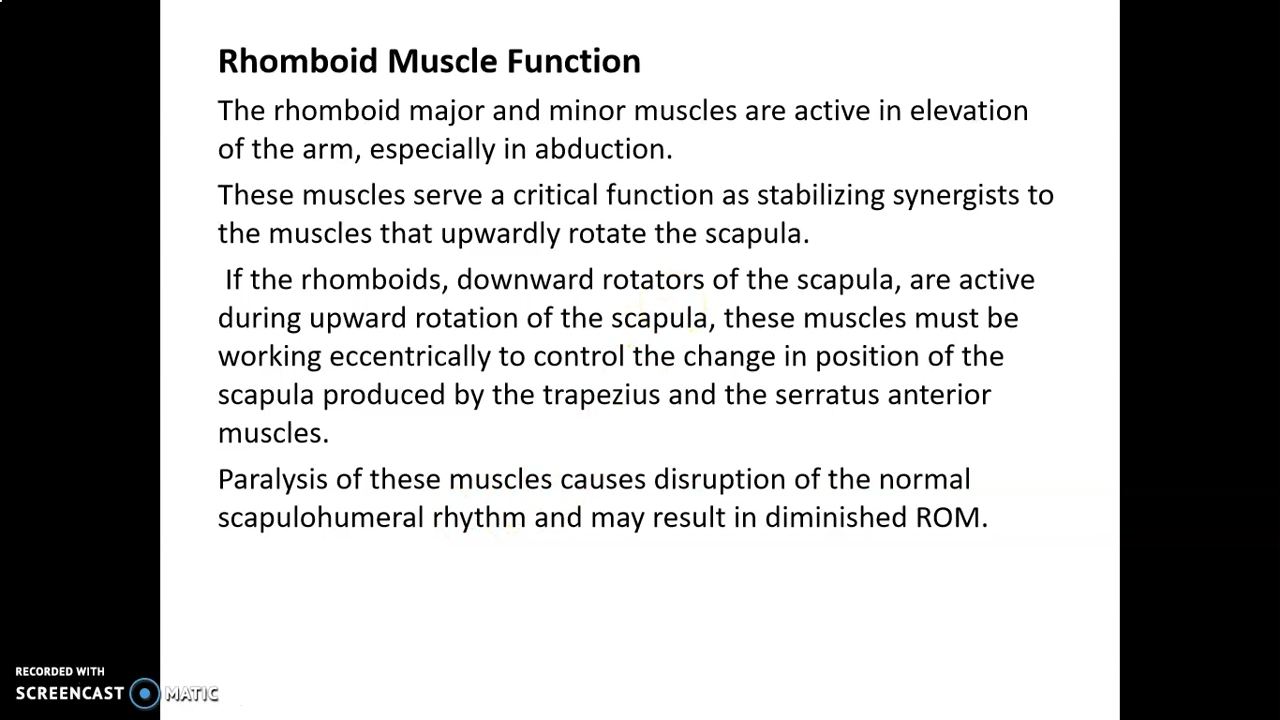 Rhomboid Muscle Function
The rhomboid major and minor muscles are active in elevation
of the arm, especially in abduction.
These muscles serve a critical function as stabilizing synergists to
the muscles that upwardly rotate the scapula.
If the rhomboids, downward rotators of the scapula, are active
during upward rotation of the scapula, these muscles must be
working eccentrically to control the change in position of the
scapula produced by the trapezius and the serratus anterior
muscles.
Paralysis of these muscles causes disruption of the normal
scapulohumeral rhythm and may result in diminished ROM.
RECORDED WITH
SCREENCAST MATIC